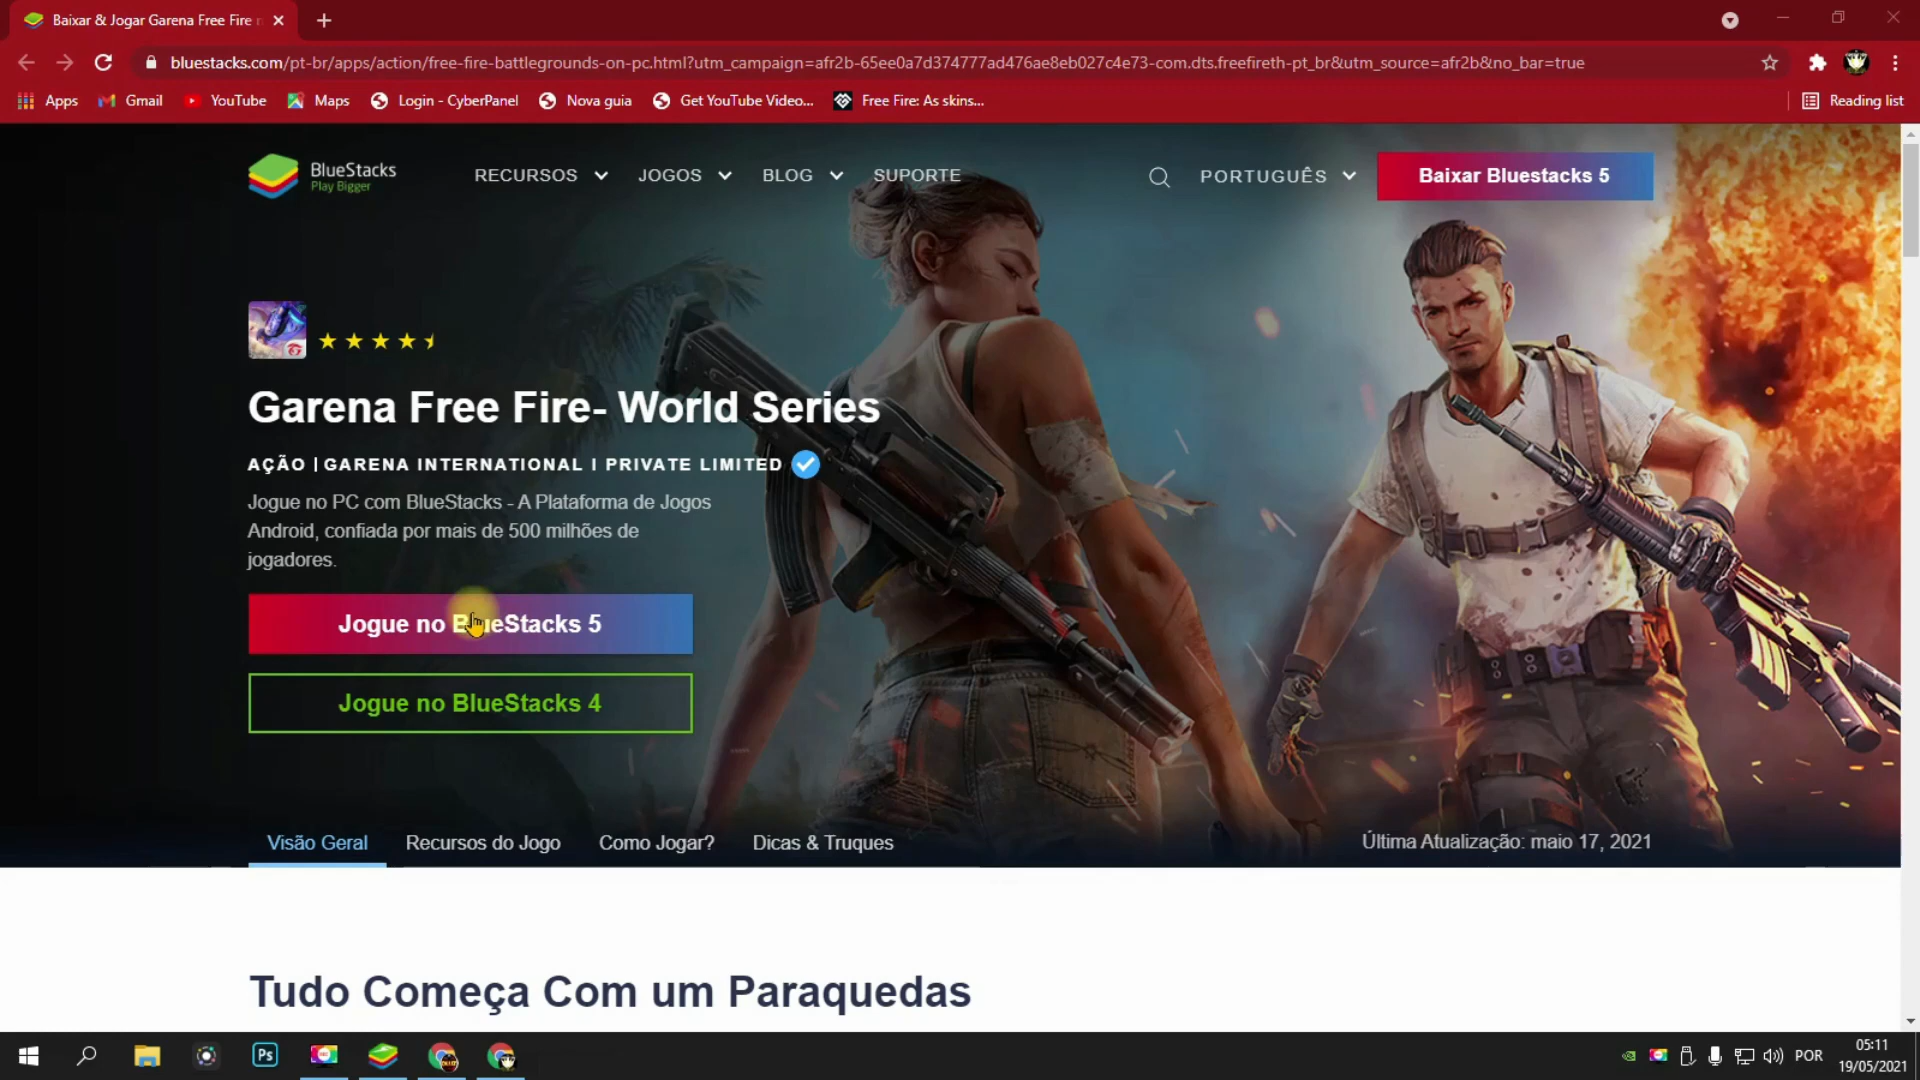 Baixar & Jogar Garena Free Fire
bluestacks.com/pt-br/apps/action/free-fire-battlegrounds-on-pc.html?utm_campaign=afr2b-65ee0a7d374777ad476ae8eb027c4e73-com.dts.freefireth-pt_br&utm_source=afr2b&no_bar=true
Apps Gmail YouTube Maps Login - CyberPanel Nova guia Get YouTube Video... Free Fire: As skins... Reading list
BlueStacks
Play Bigger
RECURSOS JOGOS BLOG SUPORTE PORTUGUÊS Baixar Bluestacks 5
Garena Free Fire- World Series
AÇÃO | GARENA INTERNATIONAL I PRIVATE LIMITED
Jogue no PC com BlueStacks - A Plataforma de Jogos
Android, confiada por mais de 500 milhões de
jogadores.
Jogue no BlueStacks 5
Jogue no BlueStacks 4
Visão Geral Recursos do Jogo Como Jogar? Dicas & Truques Última Atualização: maio 17, 2021
Tudo Começa Com um Paraquedas
Ps
POR
05:11
19/05/2021